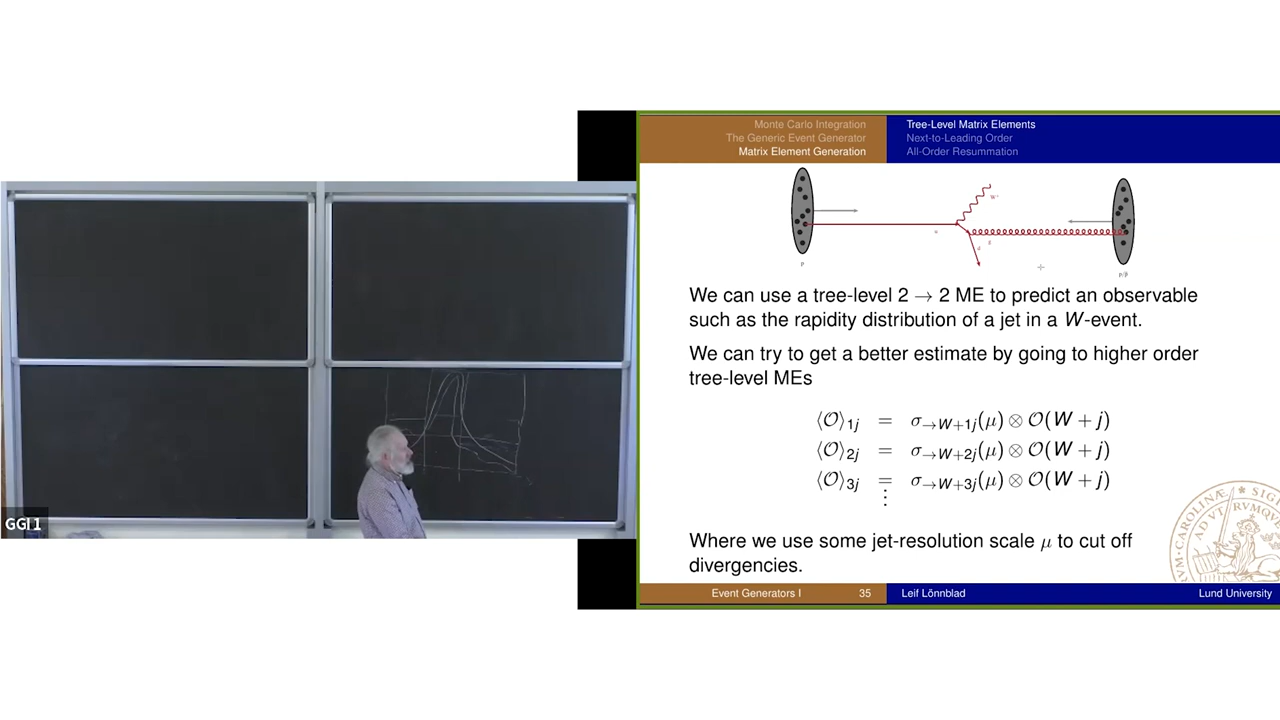 Monte Carlo Integration
The Generic Event Generator
Matrix Element Generation
Tree-Level Matrix Elements
Next-to-Leading Order
All-Order Resummation
W⁺
u
g
d
p
p/p̄
We can use a tree-level 2 → 2 ME to predict an observable
such as the rapidity distribution of a jet in a W-event.
We can try to get a better estimate by going to higher order
tree-level MEs
⟨O⟩₁ⱼ = σ→W+1j(μ) ⊗ O(W + j)
⟨O⟩₂ⱼ = σ→W+2j(μ) ⊗ O(W + j)
⟨O⟩₃ⱼ = σ→W+3j(μ) ⊗ O(W + j)
⋮
Where we use some jet-resolution scale μ to cut off
divergencies.
Event Generators I 35 Leif Lönnblad Lund University
GGI 1